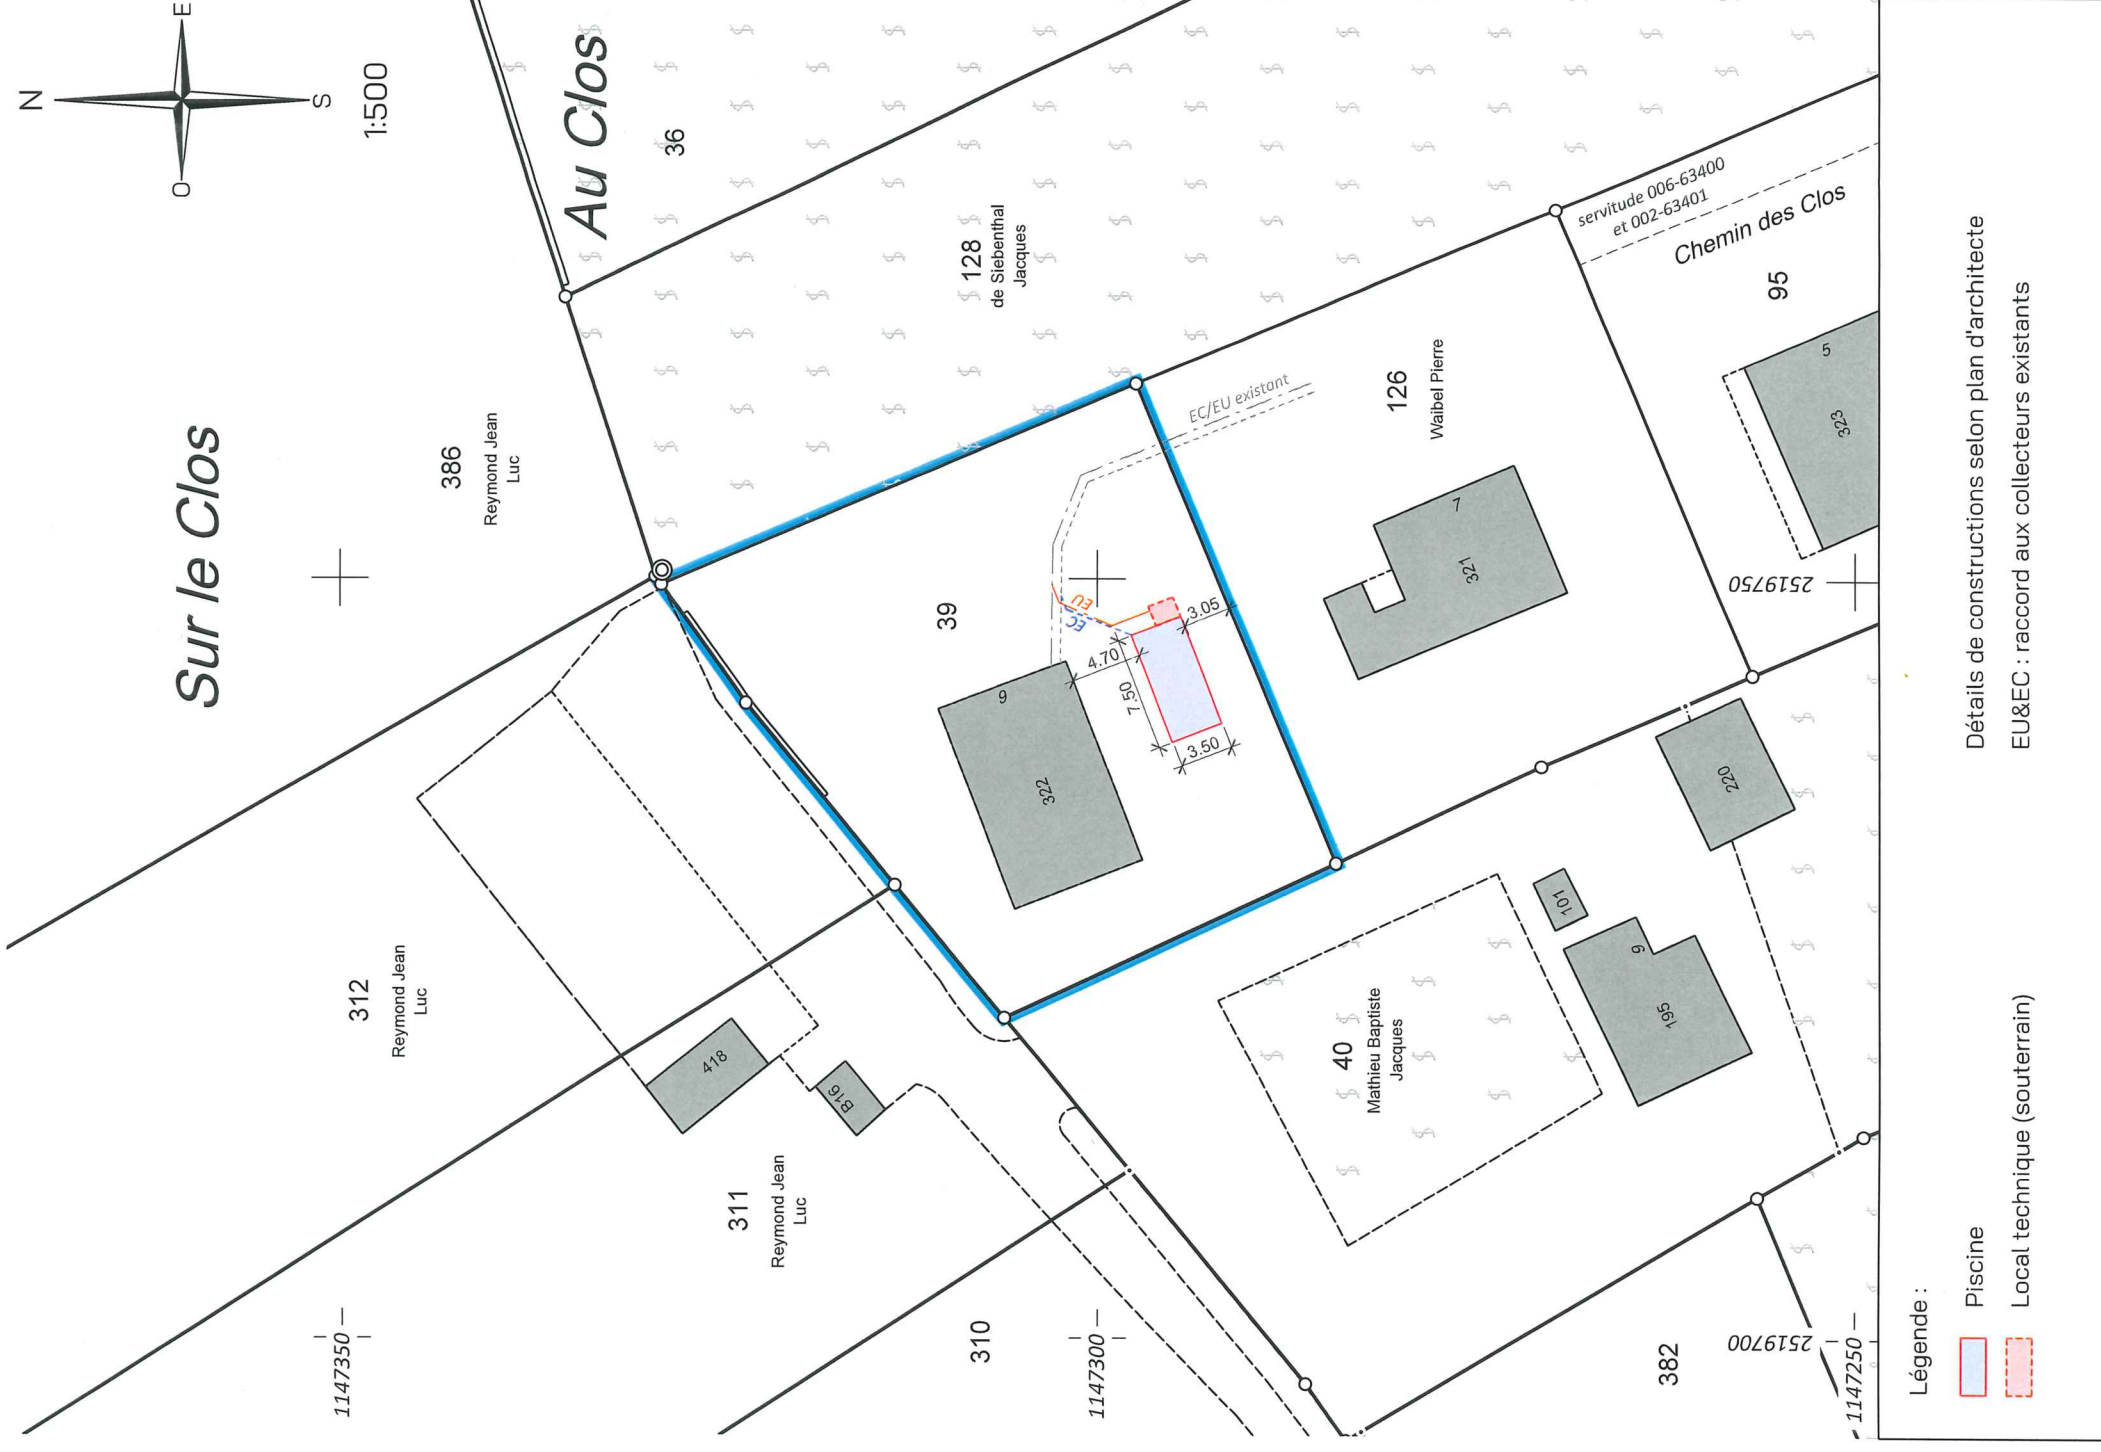 N
E
S
O
1:500
Sur le Clos
Au Clos
36
386
Reymond Jean
Luc
128
de Siebenthal
Jacques
servitude 006-63400
et 002-63401
Chemin des Clos
95
5
323
EC/EU existant
126
Waibel Pierre
7
321
39
EU
EC
3.05
4.70
7.50
3.50
6
322
2519750
220
312
Reymond Jean
Luc
418
B16
311
Reymond Jean
Luc
40
Mathieu Baptiste
Jacques
101
9
195
310
382
1147350
1147300
1147250
2519700
Légende :
Piscine
Local technique (souterrain)
Détails de constructions selon plan d'architecte
EU&EC : raccord aux collecteurs existants